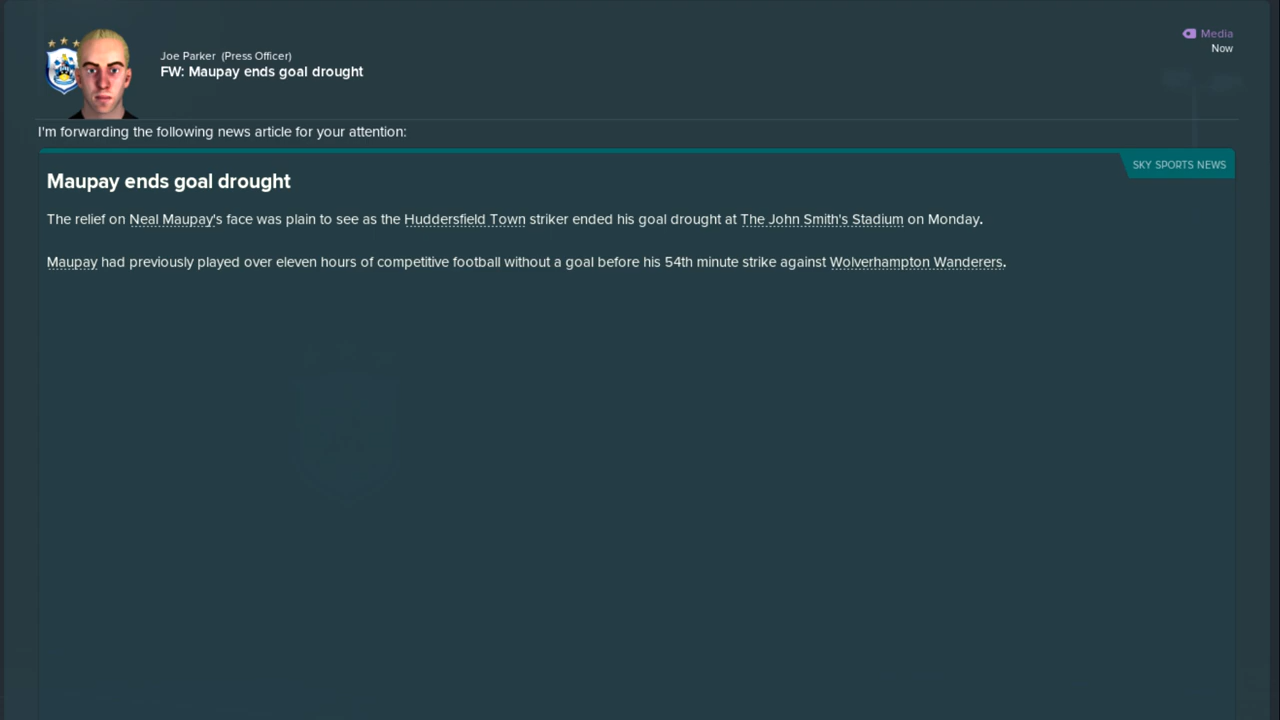 Joe Parker (Press Officer)
FW: Maupay ends goal drought
Media
Now
I'm forwarding the following news article for your attention:
SKY SPORTS NEWS
Maupay ends goal drought
The relief on Neal Maupay's face was plain to see as the Huddersfield Town striker ended his goal drought at The John Smith's Stadium on Monday.
Maupay had previously played over eleven hours of competitive football without a goal before his 54th minute strike against Wolverhampton Wanderers.